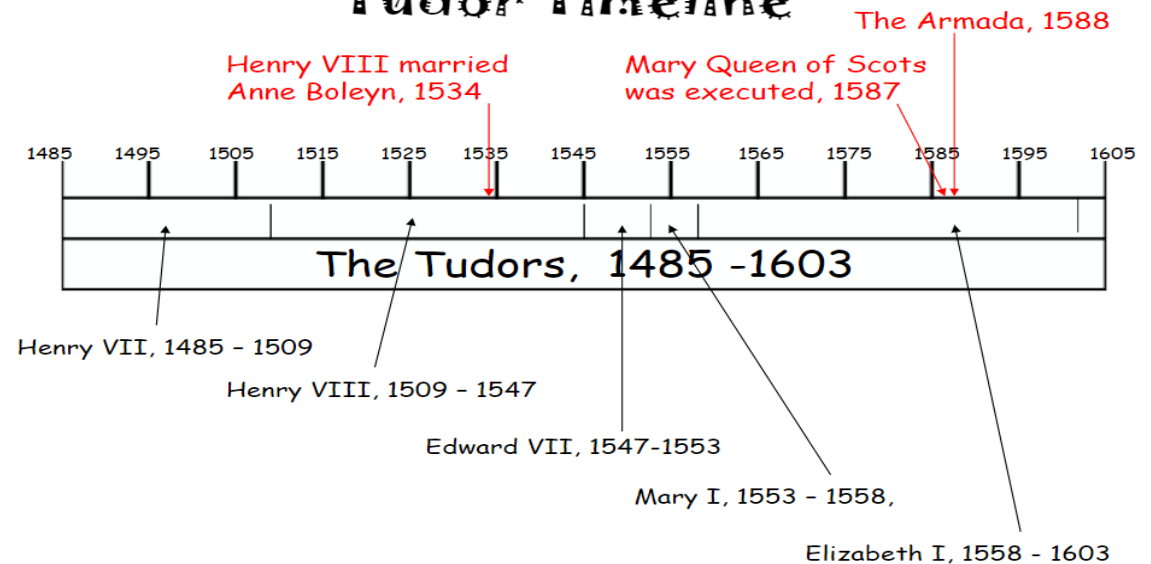 Tudor Timeline
The Armada, 1588
Henry VIII married
Anne Boleyn, 1534
Mary Queen of Scots
was executed, 1587
1485 1495 1505 1515 1525 1535 1545 1555 1565 1575 1585 1595 1605
The Tudors, 1485 -1603
Henry VII, 1485 – 1509
Henry VIII, 1509 – 1547
Edward VII, 1547-1553
Mary I, 1553 – 1558,
Elizabeth I, 1558 - 1603